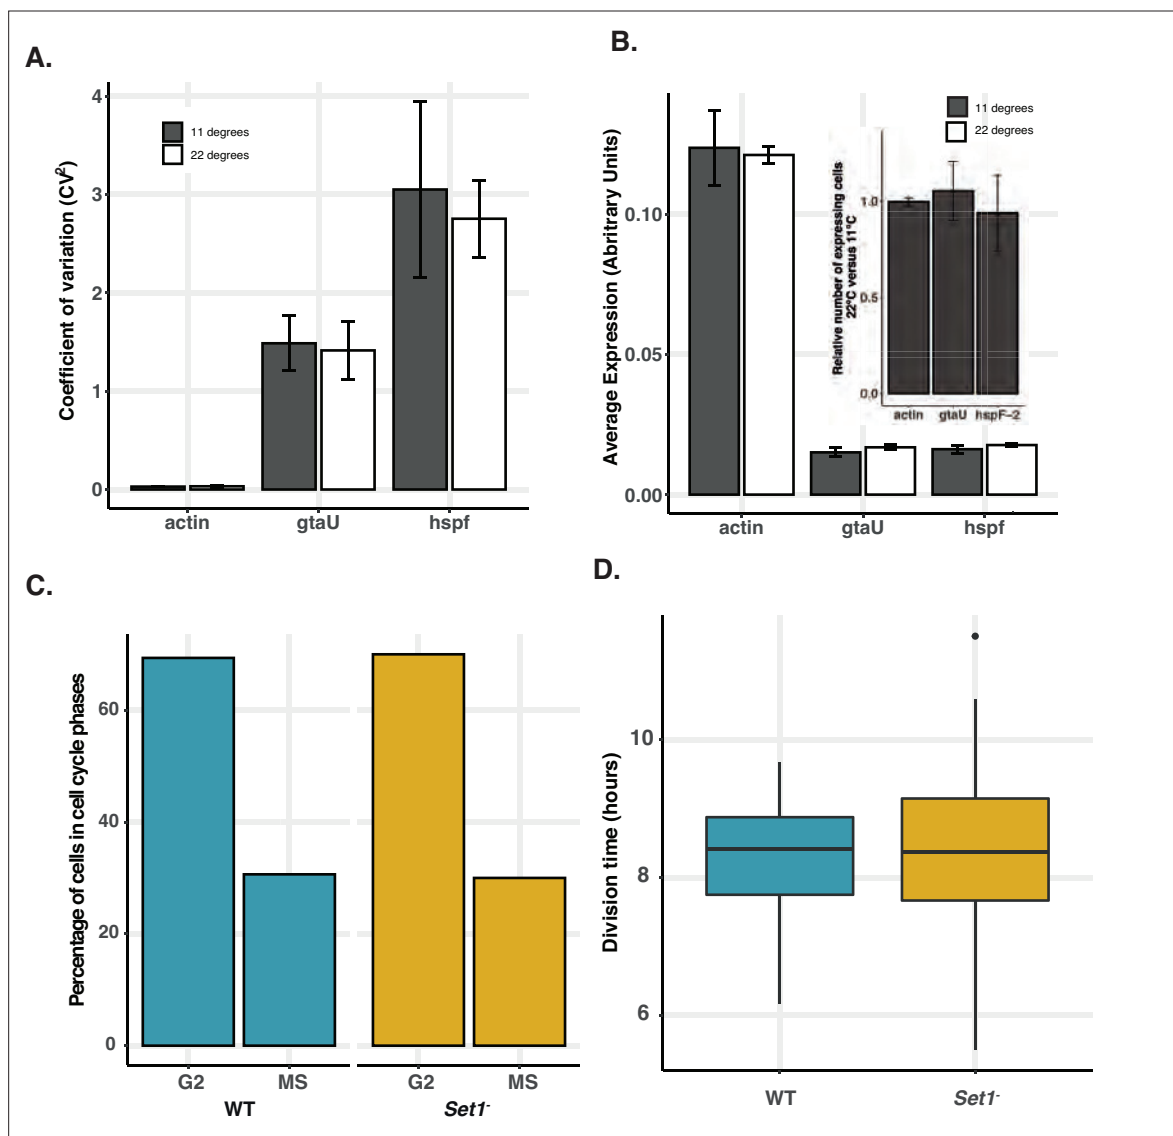 A.
Coefficient of variation (CV²)
4
3
2
1
0
11 degrees
22 degrees
actin gtaU hspf
B.
Average Expression (Abritrary Units)
0.10
0.05
0.00
11 degrees
22 degrees
Relative number of expressing cells
22°C versus 11°C
1.0
0.5
0.0
actin gtaU hspF-2
actin gtaU hspf
C.
Percentage of cells in cell cycle phases
60
40
20
0
G2 MS G2 MS
WT Set1-
D.
Division time (hours)
10
8
6
WT Set1-